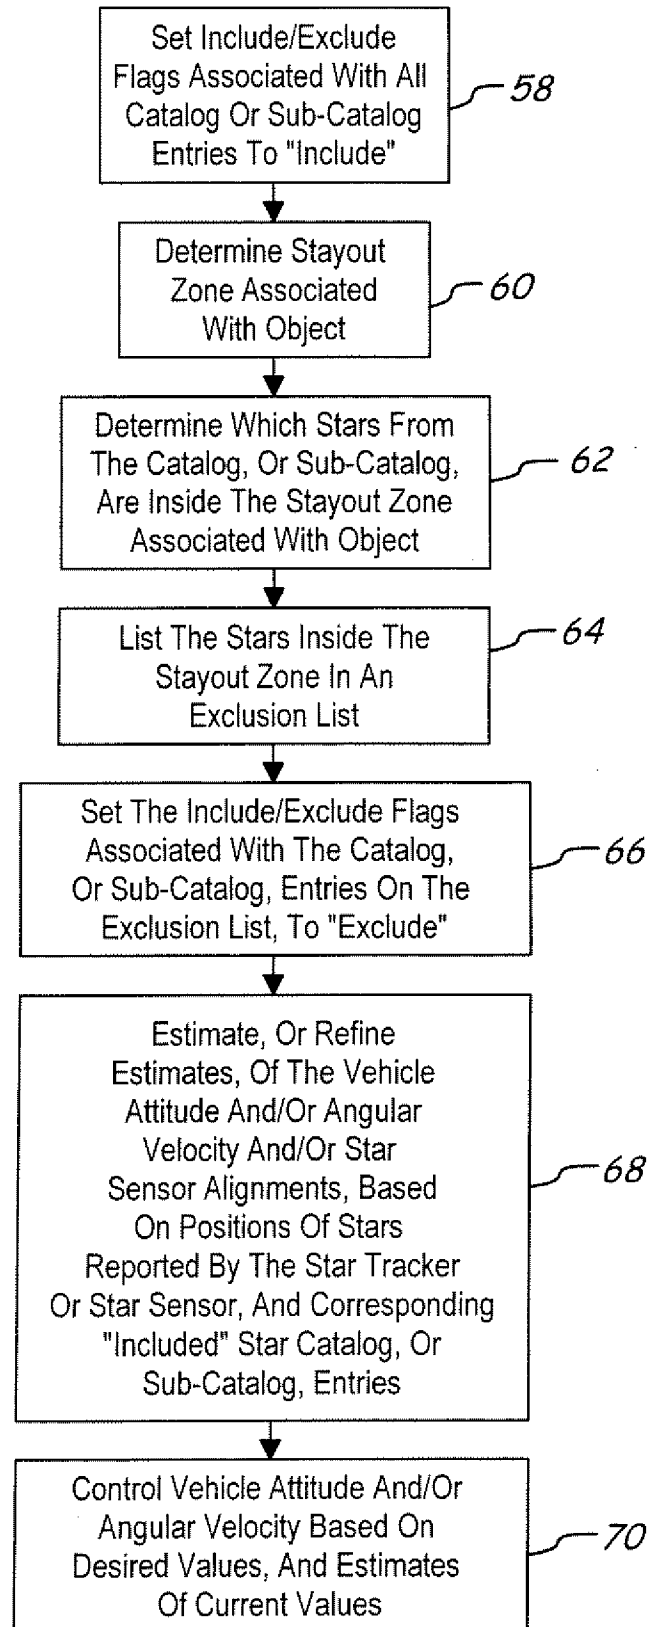 Set Include/Exclude
Flags Associated With All
Catalog Or Sub-Catalog
Entries To "Include"
58
Determine Stayout
Zone Associated
With Object
60
Determine Which Stars From
The Catalog, Or Sub-Catalog,
Are Inside The Stayout Zone
Associated With Object
62
List The Stars Inside The
Stayout Zone In An
Exclusion List
64
Set The Include/Exclude Flags
Associated With The Catalog,
Or Sub-Catalog, Entries On The
Exclusion List, To "Exclude"
66
Estimate, Or Refine
Estimates, Of The Vehicle
Attitude And/Or Angular
Velocity And/Or Star
Sensor Alignments, Based
On Positions Of Stars
Reported By The Star Tracker
Or Star Sensor, And Corresponding
"Included" Star Catalog, Or
Sub-Catalog, Entries
68
Control Vehicle Attitude And/Or
Angular Velocity Based On
Desired Values, And Estimates
Of Current Values
70